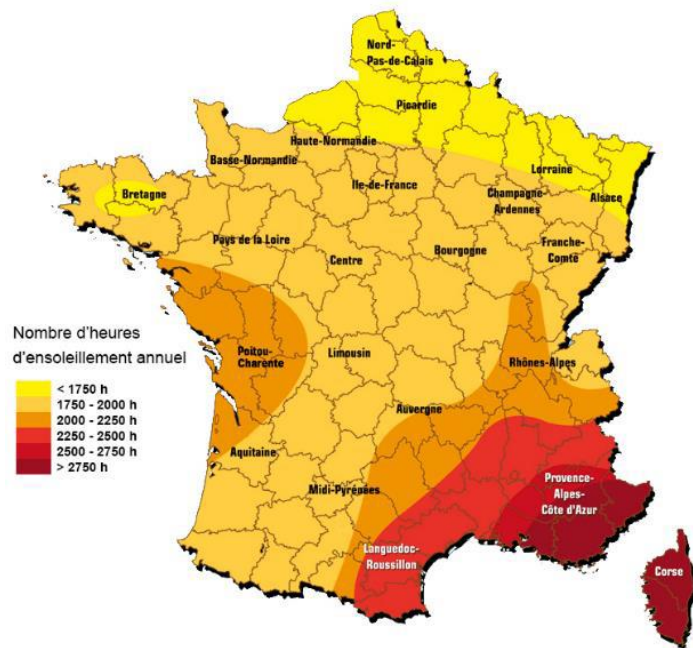 Nord-
Pas-de-Calais
Picardie
Haute-Normandie
Basse-Normandie
Lorraine
Ile-de-France
Champagne-
Ardennes
Alsace
Bretagne
Pays de la Loire
Centre
Bourgogne
Franche-
Comté
Nombre d'heures
d'ensoleillement annuel
< 1750 h
1750 - 2000 h
2000 - 2250 h
2250 - 2500 h
2500 - 2750 h
> 2750 h
Poitou-
Charente
Limousin
Rhônes-Alpes
Auvergne
Aquitaine
Midi-Pyrénées
Provence-
Alpes-
Côte d'Azur
Languedoc-
Roussillon
Corse